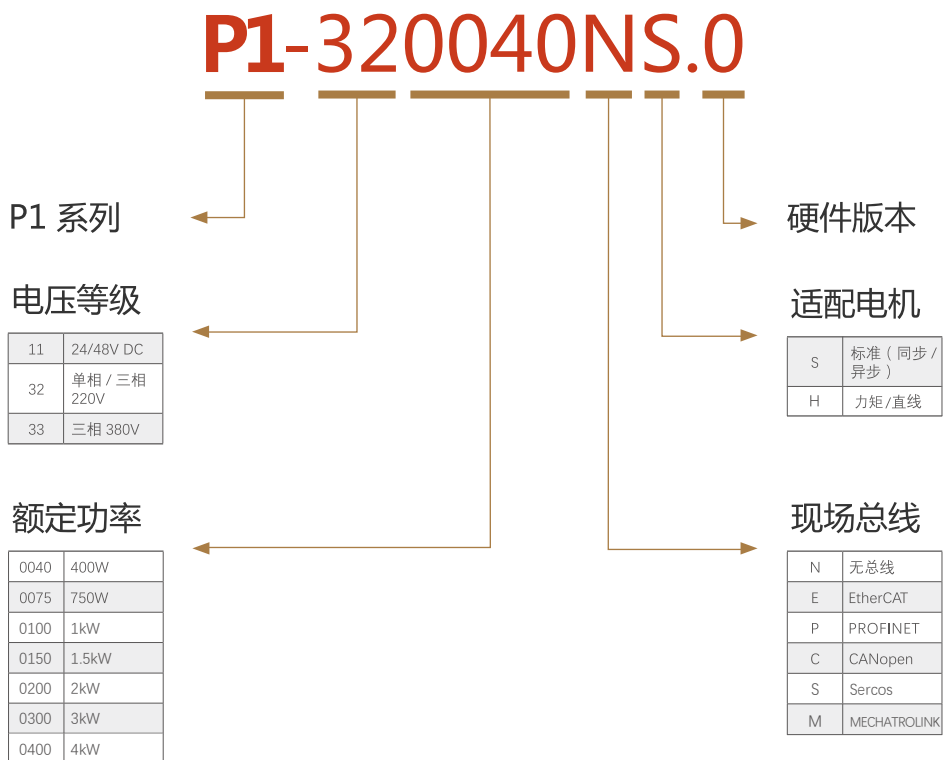 P1-320040NS.0
P1 系列
电压等级
11 24/48V DC
32 单相 / 三相
220V
33 三相 380V
额定功率
0040 400W
0075 750W
0100 1kW
0150 1.5kW
0200 2kW
0300 3kW
0400 4kW
硬件版本
适配电机
S 标准（同步 /
异步）
H 力矩/直线
现场总线
N 无总线
E EtherCAT
P PROFINET
C CANopen
S Sercos
M MECHATROLINK